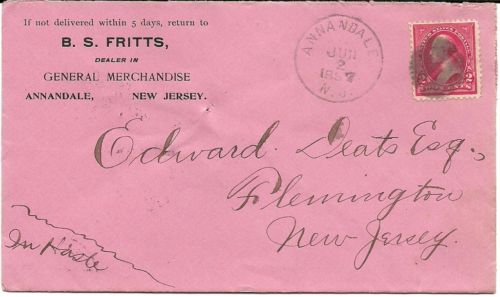 If not delivered within 5 days, return to
B. S. FRITTS,
DEALER IN
GENERAL MERCHANDISE
ANNANDALE, NEW JERSEY.
ANNANDALE
JUN
2
N.J.
Edward Deats Esq.
Flemington
New Jersey.
In Haste